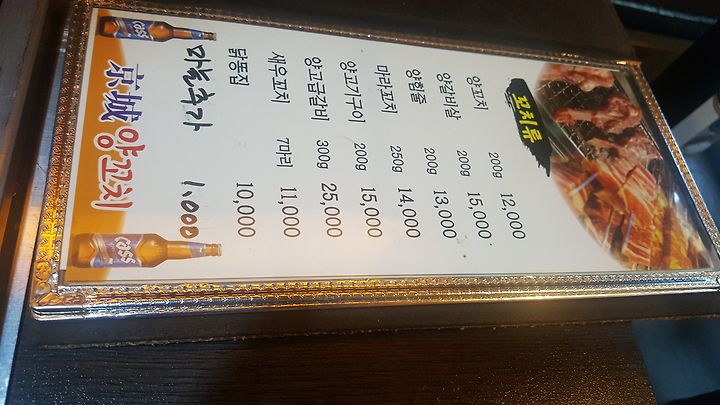 꼬치류
양꼬치 200g 12,000
양갈비살 200g 15,000
양힘줄 200g 13,000
마라꼬치 250g 14,000
양고기구이 200g 15,000
양고급갈비 300g 25,000
새우꼬치 7마리 11,000
닭똥집 10,000
마늘추가 1,000
京城 양꼬치
cass
cass